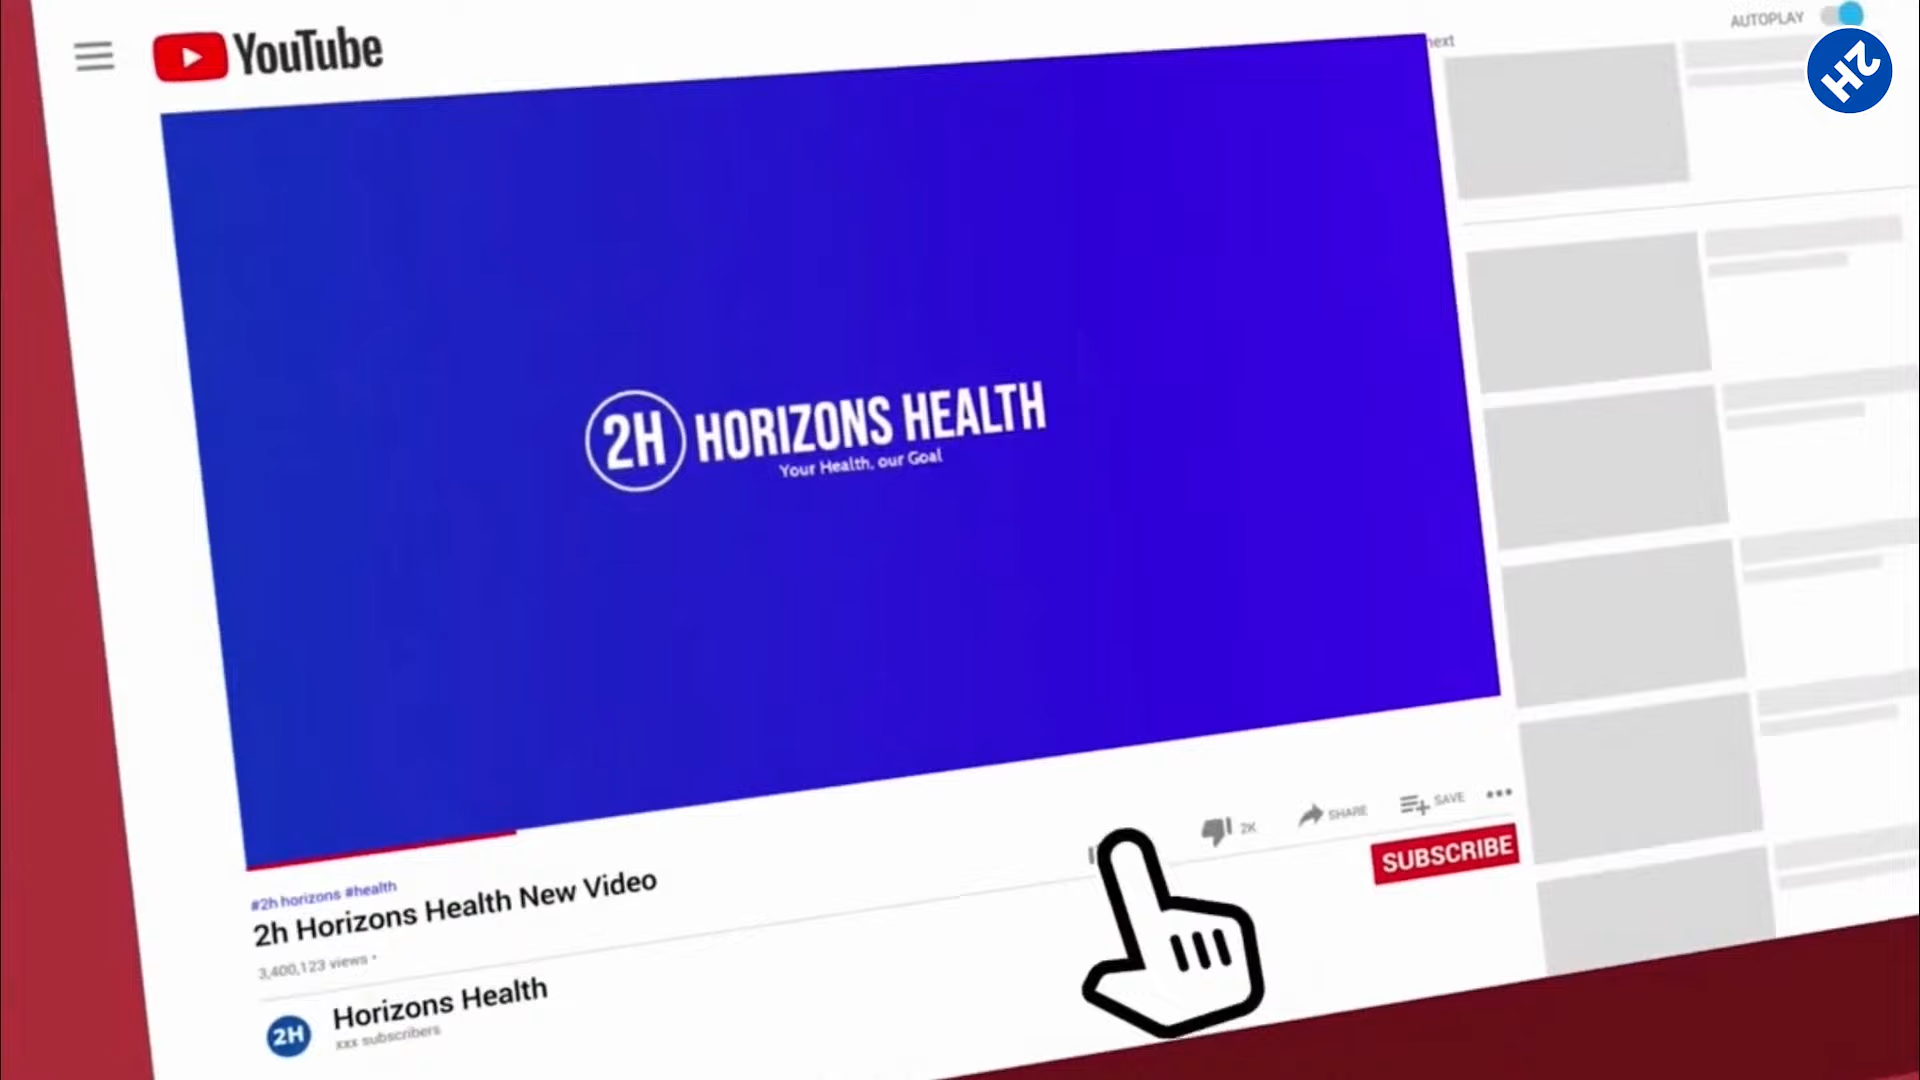 YouTube
AUTOPLAY
next
2H
2H HORIZONS HEALTH
Your Health, our Goal
2K
SHARE
SAVE
SUBSCRIBE
#2h horizons #health
2h Horizons Health New Video
3,400,123 views
2H
Horizons Health
xxx subscribers